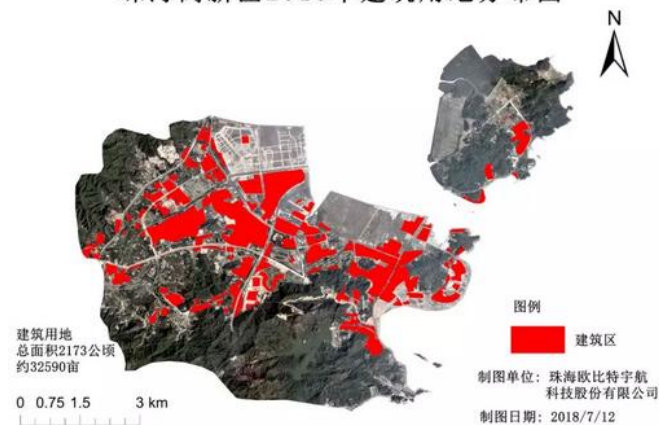 N
图例
建筑区
建筑用地
总面积2173公顷
约32590亩
制图单位：珠海欧比特宇航
科技股份有限公司
制图日期：2018/7/12
0 0.75 1.5 3 km